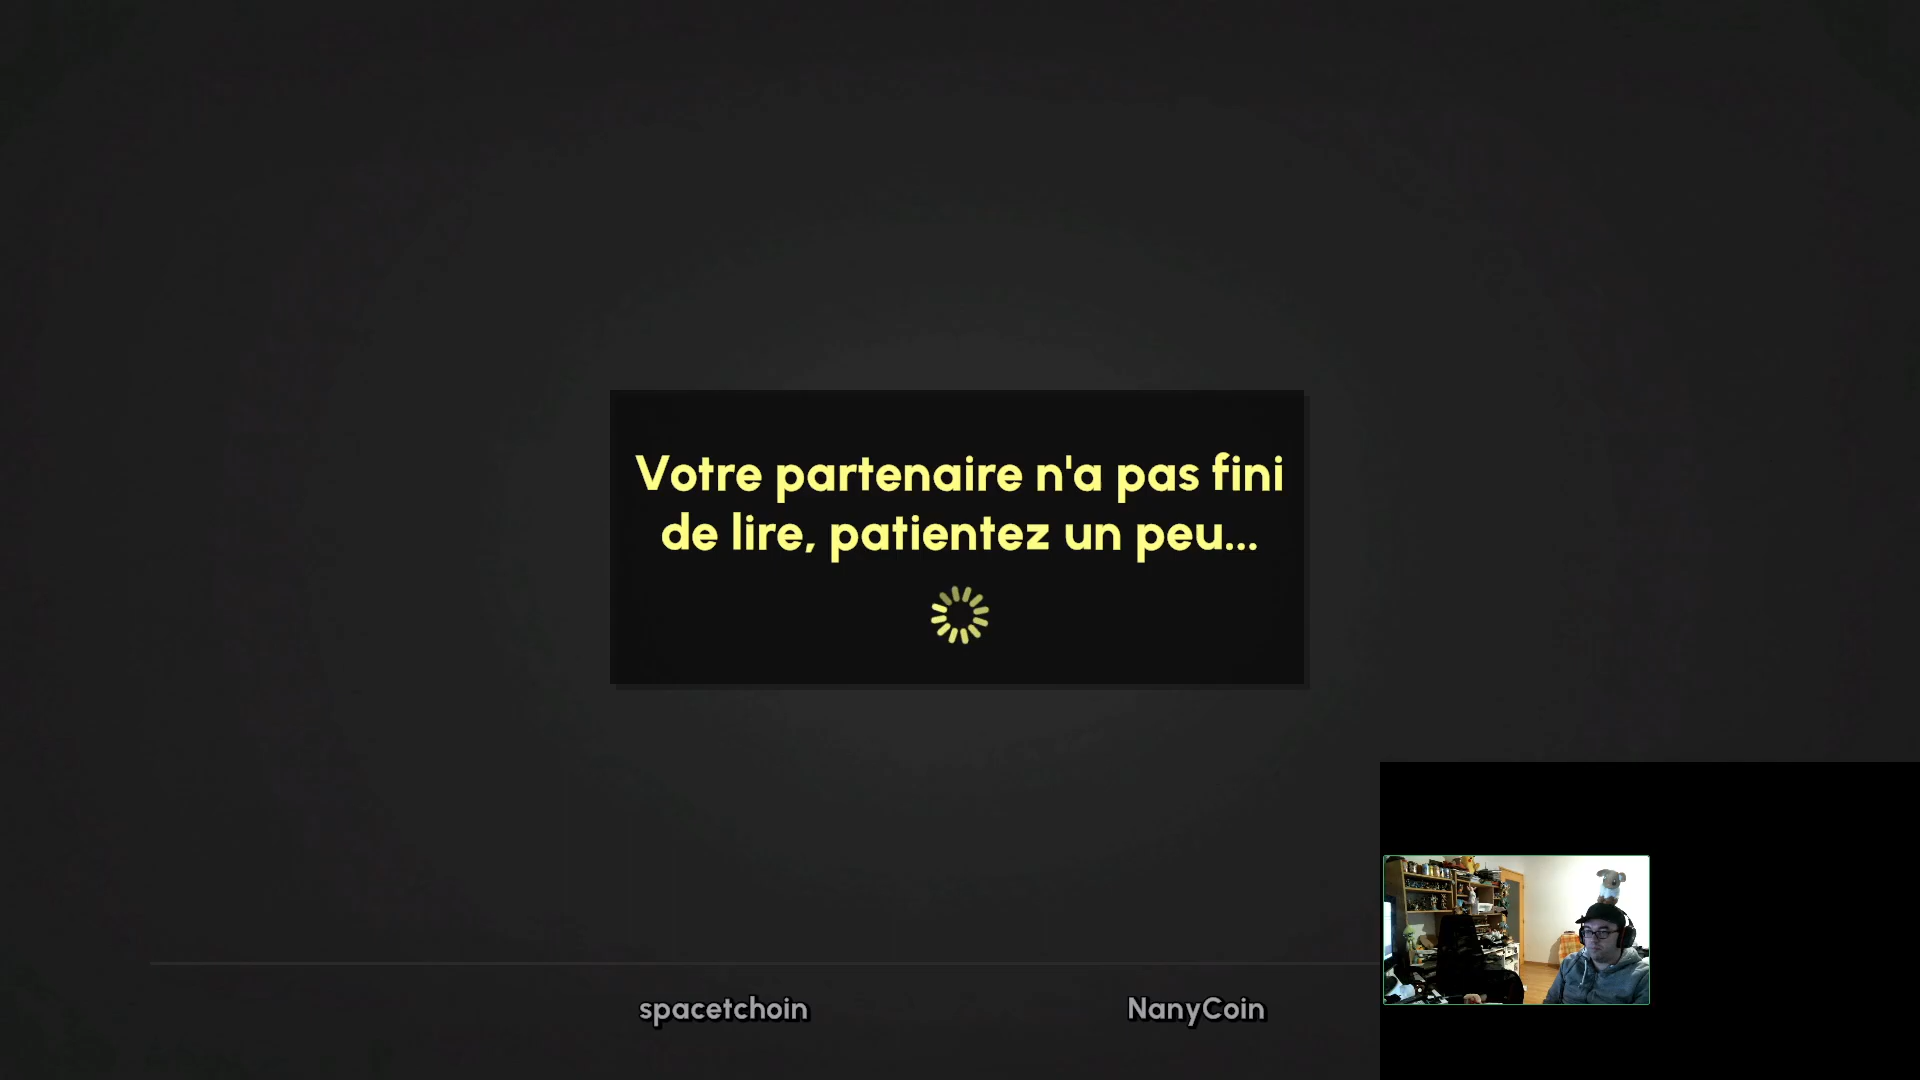 Votre partenaire n'a pas fini
de lire, patientez un peu...
spacetchoin
NanyCoin